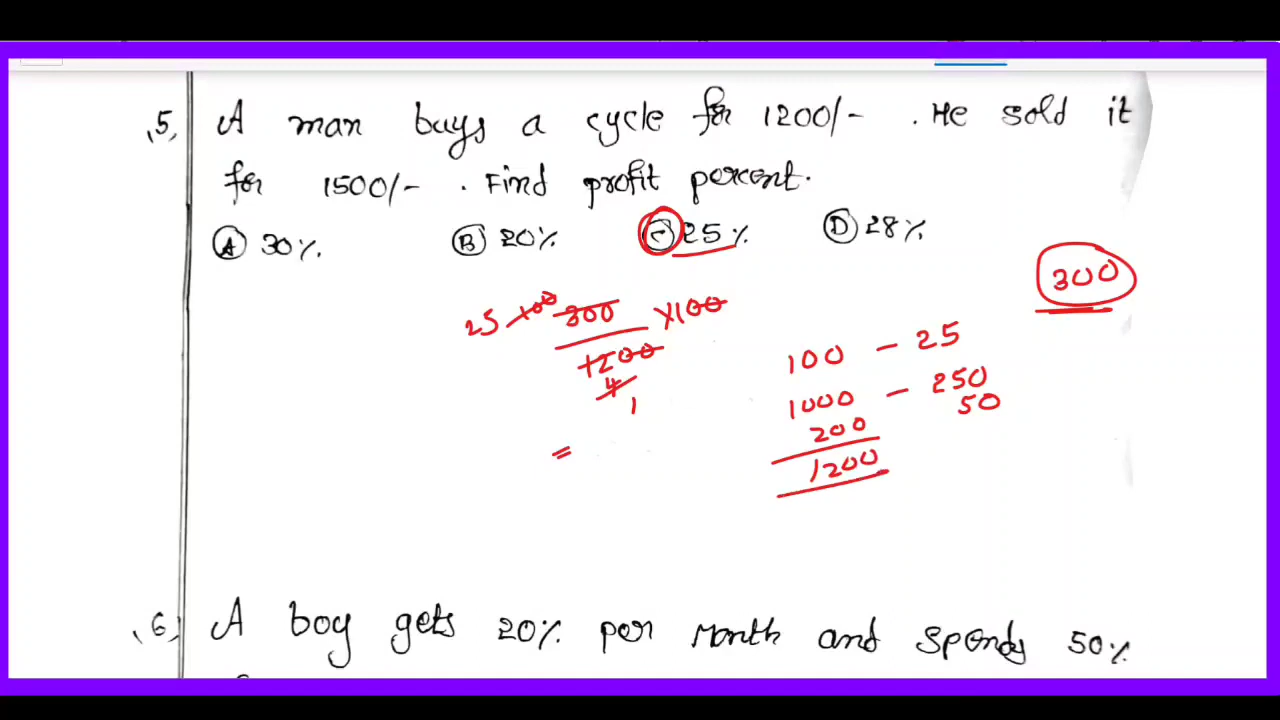 5, A man buys a cycle for 1200/- . He sold it
for 1500/- . Find profit percent.
A 30% B 20% C 25% D 28%
300
25 100 300 ×100
1200
4
1
=
100 - 25
1000 - 250
200 50
1200
6, A boy gets 20% per month and spends 50%